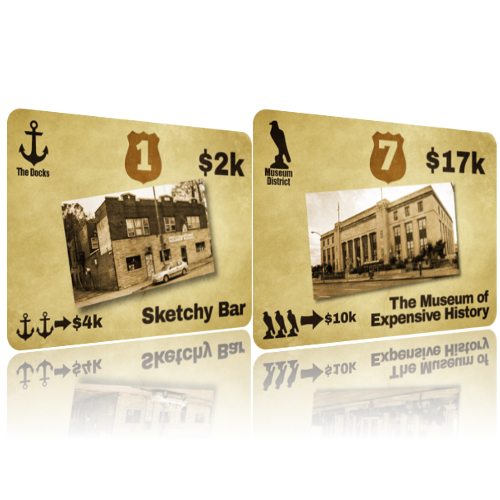 The Docks
1
$2k
$4k
Sketchy Bar
Museum
District
7
$17k
$10k
The Museum of
Expensive History